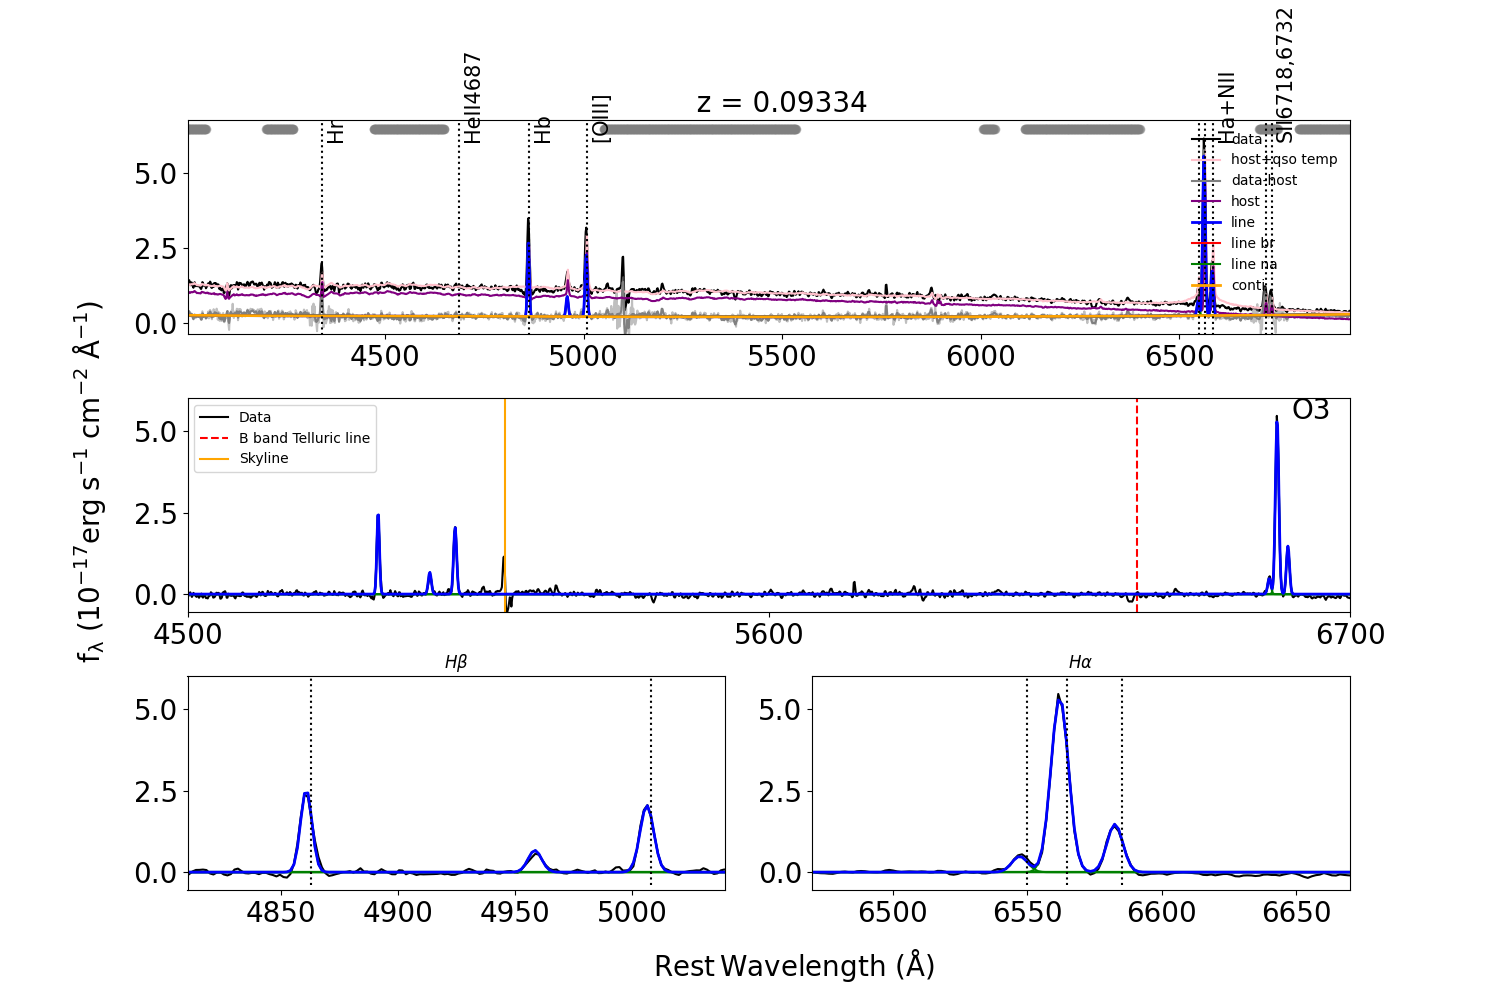 z = 0.09334
Hr
HeII4687
Hb
[OIII]
Ha+NII
SII6718,6732
data
host+qso temp
data-host
host
line
line br
line na
conti
5.0
2.5
0.0
4500
5000
5500
6000
6500
Data
B band Telluric line
Skyline
O3
5.0
2.5
0.0
4500
5600
6700
fλ (10⁻¹⁷erg s⁻¹ cm⁻² Å⁻¹)
Hβ
5.0
2.5
0.0
4850
4900
4950
5000
Hα
5.0
2.5
0.0
6500
6550
6600
6650
Rest Wavelength (Å)